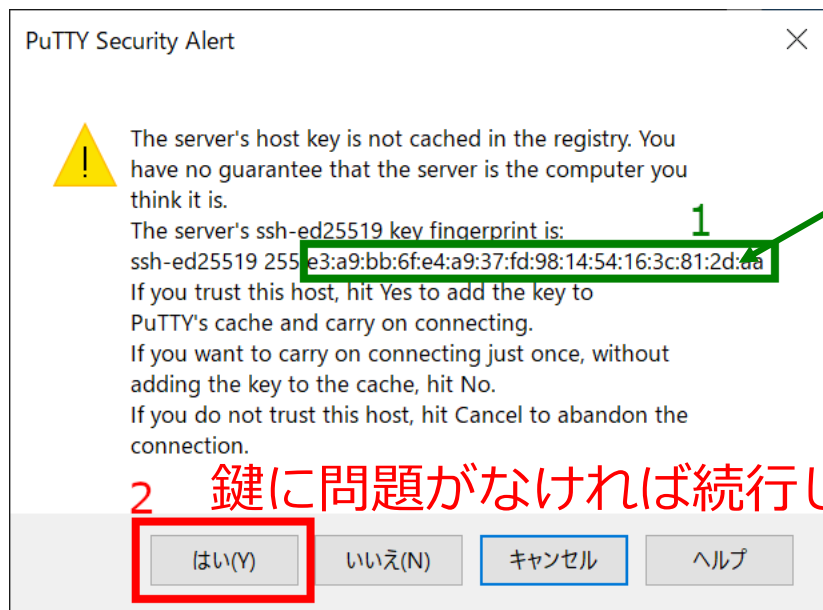 PuTTY Security Alert
!
The server's host key is not cached in the registry. You
have no guarantee that the server is the computer you
think it is.
The server's ssh-ed25519 key fingerprint is:
1
ssh-ed25519 255 e3:a9:bb:6f:e4:a9:37:fd:98:14:54:16:3c:81:2d:aa
If you trust this host, hit Yes to add the key to
PuTTY's cache and carry on connecting.
If you want to carry on connecting just once, without
adding the key to the cache, hit No.
If you do not trust this host, hit Cancel to abandon the
connection.
2 鍵に問題がなければ続行し
はい(Y) いいえ(N) キャンセル ヘルプ